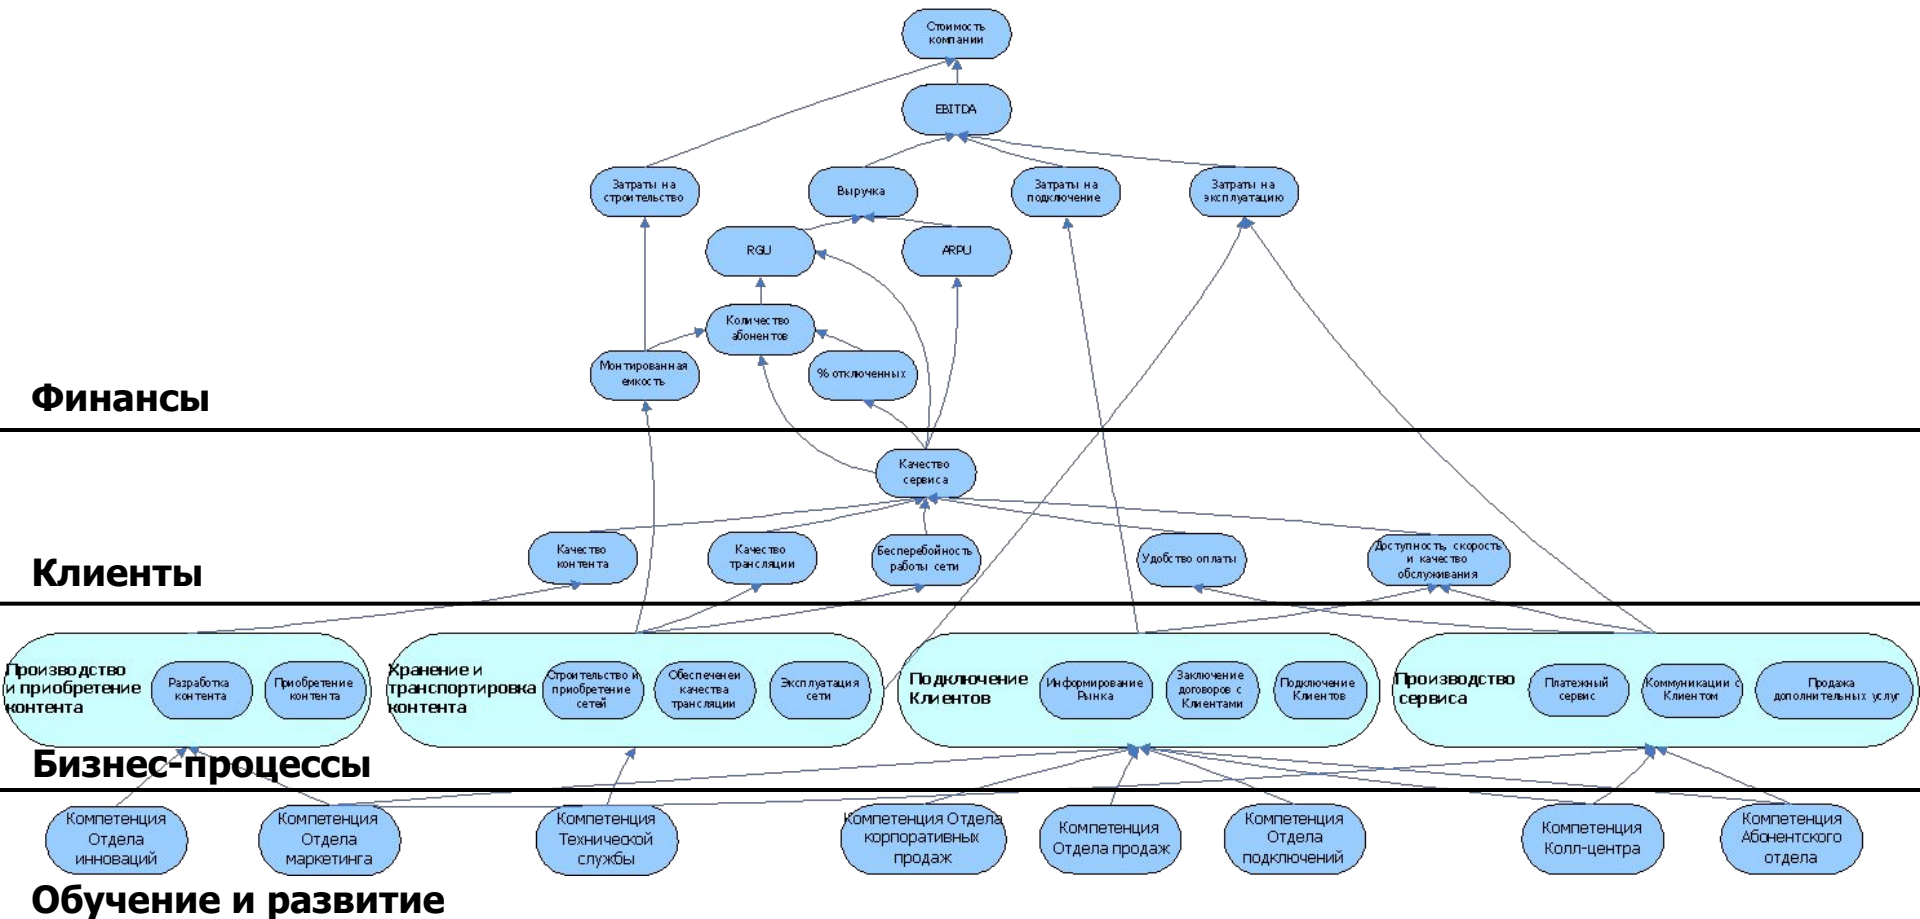 Стоимость
компании
EBITDA
Затраты на
строительство
Выручка
Затраты на
подключение
Затраты на
эксплуатацию
RGU
ARPU
Количество
абонентов
Монтированная
емкость
% отключенных
Финансы
Качество
сервиса
Качество
контента
Качество
трансляции
Бесперебойность
работы сети
Удобство оплаты
Доступность, скорость
и качество
обслуживания
Клиенты
Производство
и приобретение
контента
Разработка
контента
Приобретение
контента
Хранение и
транспортировка
контента
Строительство и
приобретение
сетей
Обеспеченеи
качества
трансляции
Эксплуатация
сети
Подключение
Клиентов
Информирование
Рынка
Заключение
договоров с
Клиентами
Подключение
Клиентов
Производство
сервиса
Платежный
сервис
Коммуникации с
Клиентом
Продажа
дополнительных услуг
Бизнес-процессы
Компетенция
Отдела
инноваций
Компетенция
Отдела
маркетинга
Компетенция
Технической
службы
Компетенция Отдела
корпоративных
продаж
Компетенция
Отдела продаж
Компетенция
Отдела
подключений
Компетенция
Колл-центра
Компетенция
Абонентского
отдела
Обучение и развитие